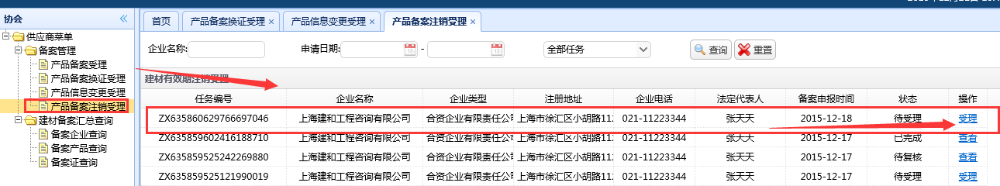 协会
首页 产品备案换证受理 产品信息变更受理 产品备案注销受理
供应商菜单
备案管理
产品备案受理
产品备案换证受理
产品信息变更受理
产品备案注销受理
建材备案汇总查询
备案企业查询
备案产品查询
备案证查询
企业名称: 申请日期: - 全部任务 查询 重置
建材有效期注销受理
任务编号 企业名称 企业类型 注册地址 企业电话 法定代表人 备案申报时间 状态 操作
ZX635860629766697046 上海建和工程咨询有限公司 合资企业有限责任公司 上海市徐汇区小胡路112 021-11223344 张天天 2015-12-18 待受理 受理
ZX635859602416188710 上海建和工程咨询有限公司 合资企业有限责任公司 上海市徐汇区小胡路112 021-11223344 张天天 2015-12-17 已完成 查看
ZX635859525242269880 上海建和工程咨询有限公司 合资企业有限责任公司 上海市徐汇区小胡路112 021-11223344 张天天 2015-12-17 待复核 查看
ZX635859525121990019 上海建和工程咨询有限公司 合资企业有限责任公司 上海市徐汇区小胡路112 021-11223344 张天天 2015-12-17 待受理 受理